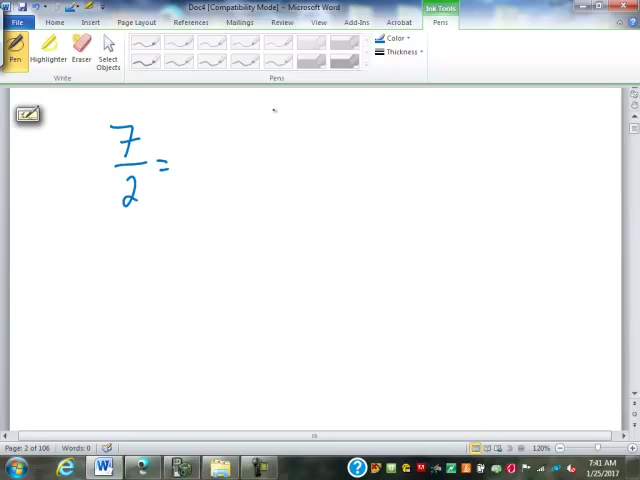 Doc4 [Compatibility Mode] - Microsoft Word
Ink Tools
File Home Insert Page Layout References Mailings Review View Add-Ins Acrobat Pens
Pen Highlighter Eraser Select Objects
Color
Thickness
Write
Pens
7/2 =
Page: 2 of 106 Words: 0 120%
7:41 AM
1/25/2017